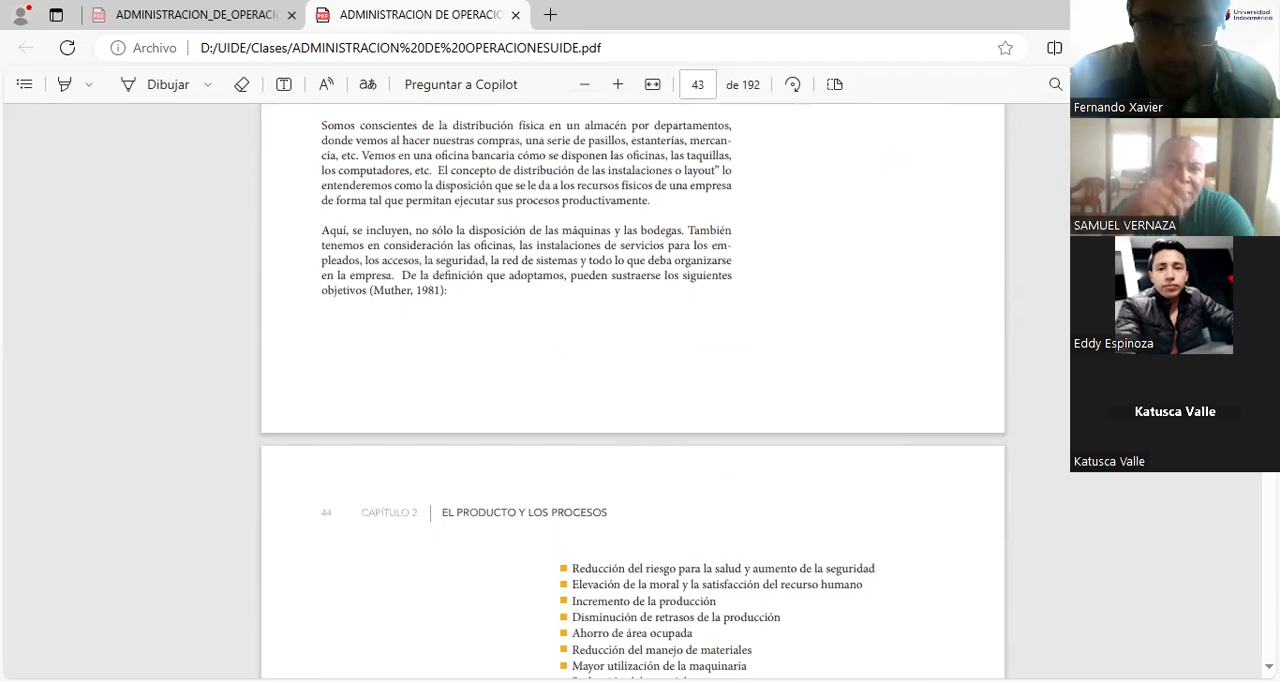 ADMINISTRACION_DE_OPERACI
ADMINISTRACION DE OPERACIO
Archivo
D:/UIDE/Clases/ADMINISTRACION%20DE%20OPERACIONESUIDE.pdf
Dibujar
Preguntar a Copilot
43
de 192
Somos conscientes de la distribución física en un almacén por departamentos,
donde vemos al hacer nuestras compras, una serie de pasillos, estanterías, mercan-
cía, etc. Vemos en una oficina bancaria cómo se disponen las oficinas, las taquillas,
los computadores, etc. El concepto de distribución de las instalaciones o layout" lo
entenderemos como la disposición que se le da a los recursos físicos de una empresa
de forma tal que permitan ejecutar sus procesos productivamente.
Aquí, se incluyen, no sólo la disposición de las máquinas y las bodegas. También
tenemos en consideración las oficinas, las instalaciones de servicios para los em-
pleados, los accesos, la seguridad, la red de sistemas y todo lo que deba organizarse
en la empresa. De la definición que adoptamos, pueden sustraerse los siguientes
objetivos (Muther, 1981):
44 CAPÍTULO 2 EL PRODUCTO Y LOS PROCESOS
Reducción del riesgo para la salud y aumento de la seguridad
Elevación de la moral y la satisfacción del recurso humano
Incremento de la producción
Disminución de retrasos de la producción
Ahorro de área ocupada
Reducción del manejo de materiales
Mayor utilización de la maquinaria
Universidad
Indoamérica
Fernando Xavier
SAMUEL VERNAZA
Eddy Espinoza
Katusca Valle
Katusca Valle